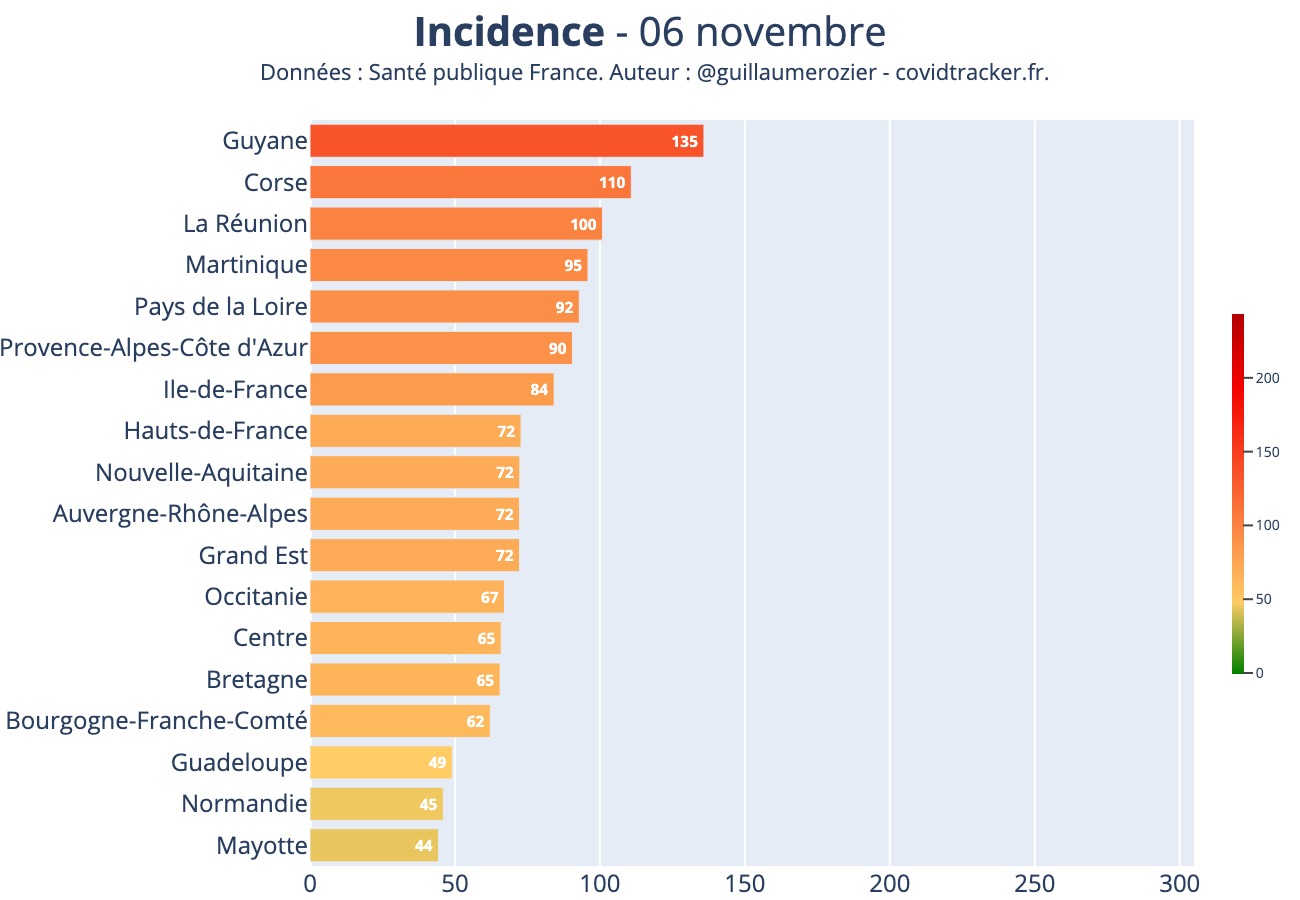 Incidence - 06 novembre
Données : Santé publique France. Auteur : @guillaumerozier - covidtracker.fr.
Guyane 135
Corse 110
La Réunion 100
Martinique 95
Pays de la Loire 92
Provence-Alpes-Côte d'Azur 90
Ile-de-France 84
Hauts-de-France 72
Nouvelle-Aquitaine 72
Auvergne-Rhône-Alpes 72
Grand Est 72
Occitanie 67
Centre 65
Bretagne 65
Bourgogne-Franche-Comté 62
Guadeloupe 49
Normandie 45
Mayotte 44
0 50 100 150 200 250 300
200
150
100
50
0